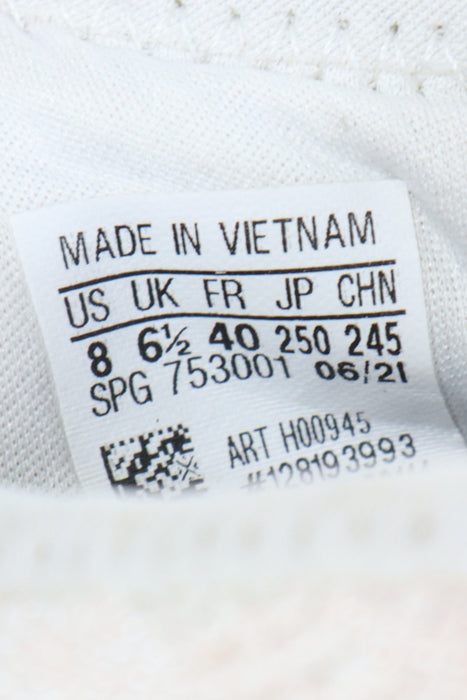 MADE IN VIETNAM
US UK FR JP CHN
8 6½ 40 250 245
SPG 753001 06/21
ART H00945
#128193993